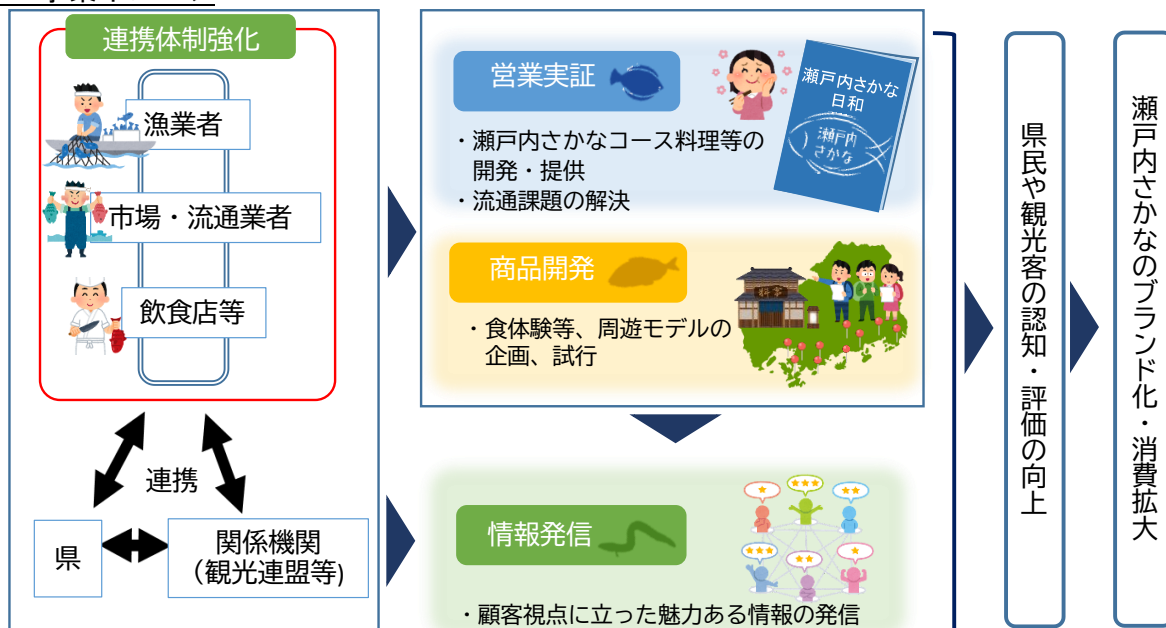 連携体制強化
漁業者
市場・流通業者
飲食店等
連携
県
関係機関
（観光連盟等)
営業実証
瀬戸内さかな
日和
瀬戸内
さかな
・瀬戸内さかなコース料理等の
開発・提供
・流通課題の解決
商品開発
料亭
・食体験等、周遊モデルの
企画、試行
情報発信
・顧客視点に立った魅力ある情報の発信
県民や観光客の認知・評価の向上
瀬戸内さかなのブランド化・消費拡大